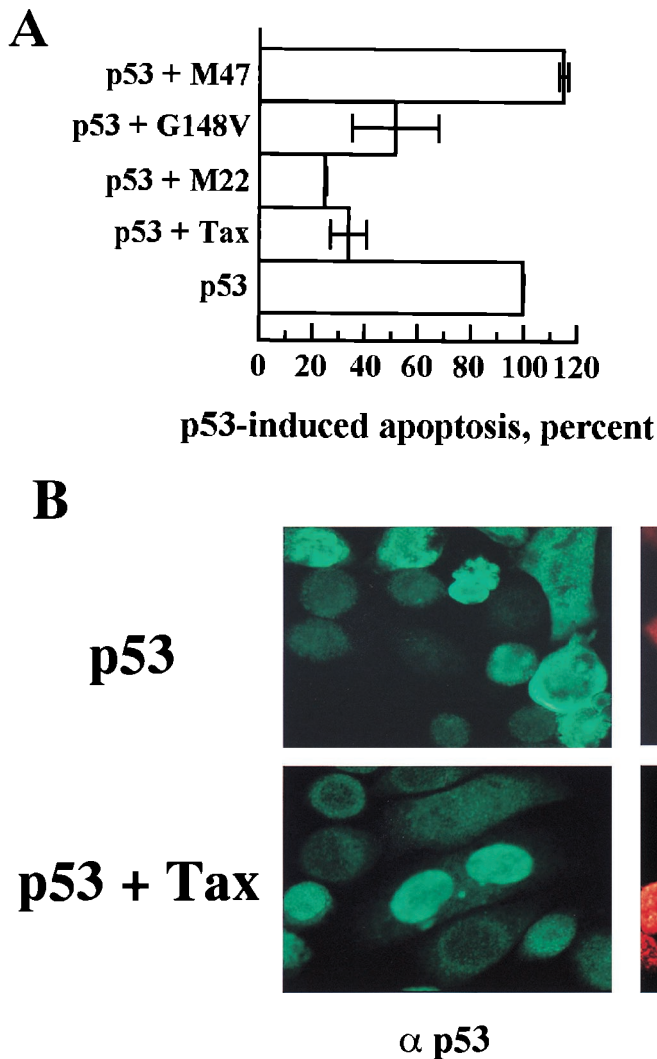 A
p53 + M47
p53 + G148V
p53 + M22
p53 + Tax
p53
0 20 40 60 80 100 120
p53-induced apoptosis, percent
B
p53
p53 + Tax
α p53